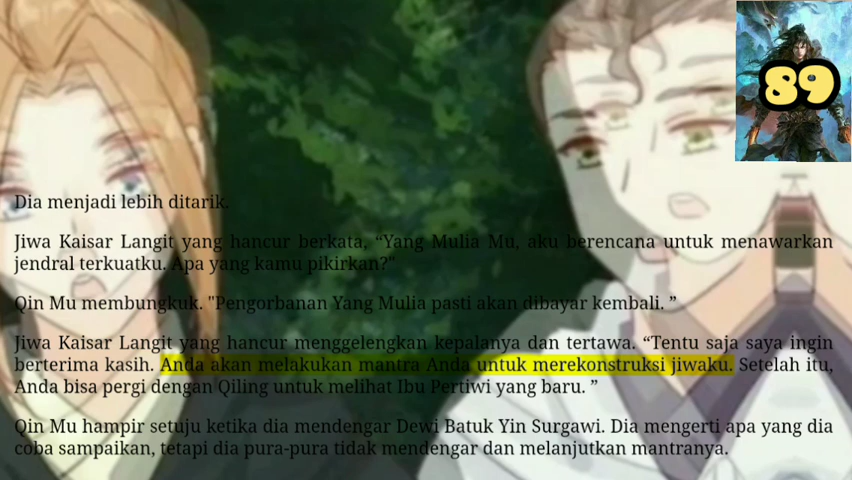 89
Dia menjadi lebih ditarik.
Jiwa Kaisar Langit yang hancur berkata, “Yang Mulia Mu, aku berencana untuk menawarkan
jendral terkuatku. Apa yang kamu pikirkan?"
Qin Mu membungkuk. "Pengorbanan Yang Mulia pasti akan dibayar kembali. ”
Jiwa Kaisar Langit yang hancur menggelengkan kepalanya dan tertawa. “Tentu saja saya ingin
berterima kasih. Anda akan melakukan mantra Anda untuk merekonstruksi jiwaku. Setelah itu,
Anda bisa pergi dengan Qiling untuk melihat Ibu Pertiwi yang baru. ”
Qin Mu hampir setuju ketika dia mendengar Dewi Batuk Yin Surgawi. Dia mengerti apa yang dia
coba sampaikan, tetapi dia pura-pura tidak mendengar dan melanjutkan mantranya.